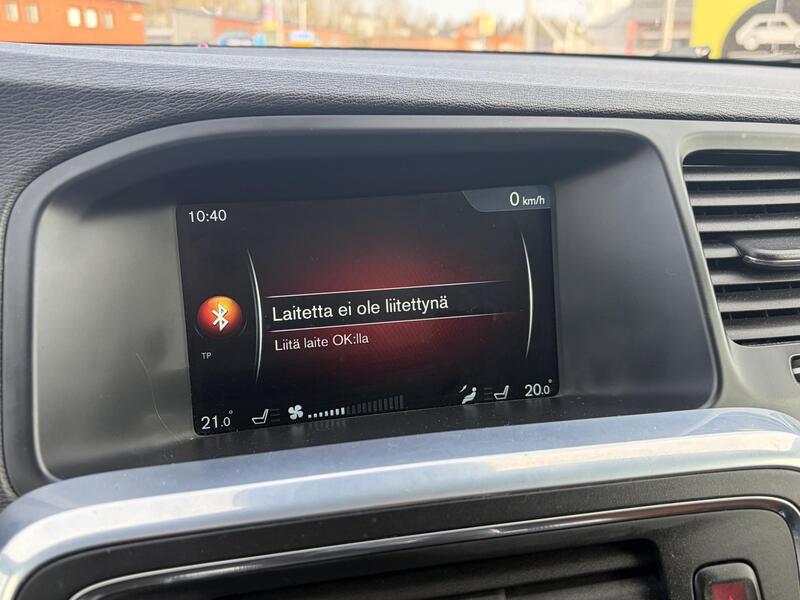 10:40
0 km/h
Laitetta ei ole liitettynä
Liitä laite OK:lla
TP
21.0°
20.0°